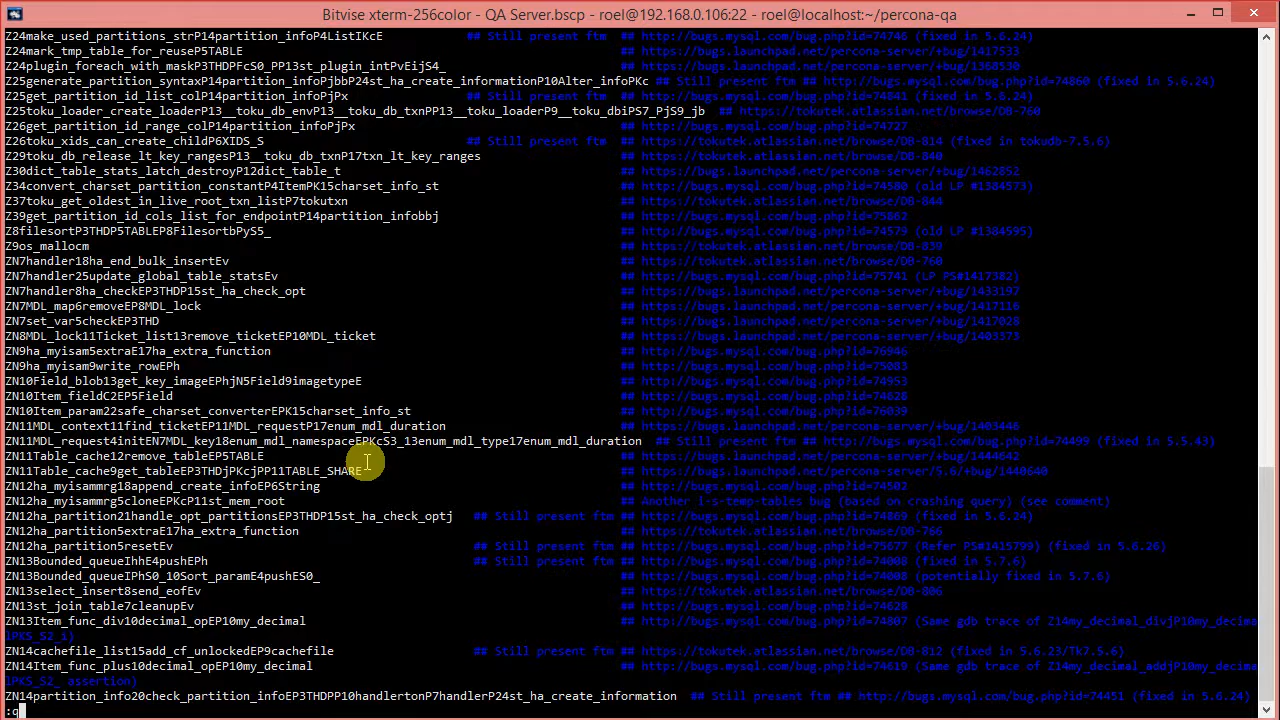 Bitvise xterm-256color - QA Server.bscp - roel@192.168.0.106:22 - roel@localhost:~/percona-qa
Z24make_used_partitions_strP14partition_infoP4ListIKcE ## Still present ftm ## http://bugs.mysql.com/bug.php?id=74746 (fixed in 5.6.24)
Z24mark_tmp_table_for_reuseP5TABLE ## https://bugs.launchpad.net/percona-server/+bug/1417533
Z24plugin_foreach_with_maskP3THDPFcS0_PP13st_plugin_intPvEijS4_ ## https://bugs.launchpad.net/percona-server/+bug/1368530
Z25generate_partition_syntaxP14partition_infoPjbbP24st_ha_create_informationP10Alter_infoPKc ## Still present ftm ## http://bugs.mysql.com/bug.php?id=74860 (fixed in 5.6.24)
Z25get_partition_id_list_colP14partition_infoPjPx ## Still present ftm ## http://bugs.mysql.com/bug.php?id=74841 (fixed in 5.6.24)
Z25toku_loader_create_loaderP13__toku_db_envP13__toku_db_txnPP13__toku_loaderP9__toku_dbiPS7_PjS9_jb ## https://tokutek.atlassian.net/browse/DB-760
Z26get_partition_id_range_colP14partition_infoPjPx ## http://bugs.mysql.com/bug.php?id=74727
Z26toku_xids_can_create_childP6XIDS_S ## Still present ftm ## https://tokutek.atlassian.net/browse/DB-814 (fixed in tokudb-7.5.6)
Z29toku_db_release_lt_key_rangesP13__toku_db_txnP17txn_lt_key_ranges ## https://tokutek.atlassian.net/browse/DB-840
Z30dict_table_stats_latch_destroyP12dict_table_t ## https://bugs.launchpad.net/percona-server/+bug/1462852
Z34convert_charset_partition_constantP4ItemPK15charset_info_st ## http://bugs.mysql.com/bug.php?id=74580 (old LP #1384573)
Z37toku_get_oldest_in_live_root_txn_listP7tokutxn ## https://tokutek.atlassian.net/browse/DB-844
Z39get_partition_id_cols_list_for_endpointP14partition_infobbj ## http://bugs.mysql.com/bug.php?id=75862
Z8filesortP3THDP5TABLEP8FilesortbPyS5_ ## http://bugs.mysql.com/bug.php?id=74579 (old LP #1384595)
Z9os_mallocm ## https://tokutek.atlassian.net/browse/DB-839
ZN7handler18ha_end_bulk_insertEv ## https://tokutek.atlassian.net/browse/DB-760
ZN7handler25update_global_table_statsEv ## http://bugs.mysql.com/bug.php?id=75741 (LP PS#1417382)
ZN7handler8ha_checkEP3THDP15st_ha_check_opt ## https://bugs.launchpad.net/percona-server/+bug/1433197
ZN7MDL_map6removeEP8MDL_lock ## https://bugs.launchpad.net/percona-server/+bug/1417116
ZN7set_var5checkEP3THD ## https://bugs.launchpad.net/percona-server/+bug/1417028
ZN8MDL_lock11Ticket_list13remove_ticketEP10MDL_ticket ## https://bugs.launchpad.net/percona-server/+bug/1403373
ZN9ha_myisam5extraE17ha_extra_function ## http://bugs.mysql.com/bug.php?id=76946
ZN9ha_myisam9write_rowEPh ## http://bugs.mysql.com/bug.php?id=75083
ZN10Field_blob13get_key_imageEPhjN5Field9imagetypeE ## http://bugs.mysql.com/bug.php?id=74953
ZN10Item_fieldC2EP5Field ## http://bugs.mysql.com/bug.php?id=74628
ZN10Item_param22safe_charset_converterEPK15charset_info_st ## http://bugs.mysql.com/bug.php?id=76039
ZN11MDL_context11find_ticketEP11MDL_requestP17enum_mdl_duration ## https://bugs.launchpad.net/percona-server/+bug/1403446
ZN11MDL_request4initEN7MDL_key18enum_mdl_namespaceEPKcS3_13enum_mdl_type17enum_mdl_duration ## Still present ftm ## http://bugs.mysql.com/bug.php?id=74499 (fixed in 5.5.43)
ZN11Table_cache12remove_tableEP5TABLE ## https://bugs.launchpad.net/percona-server/+bug/1444642
ZN11Table_cache9get_tableEP3THDjPKcjPP11TABLE_SHARE ## https://bugs.launchpad.net/percona-server/5.6/+bug/1440640
ZN12ha_myisammrg18append_create_infoEP6String ## http://bugs.mysql.com/bug.php?id=74502
ZN12ha_myisammrg5cloneEPKcP11st_mem_root ## Another l-s-temp-tables bug (based on crashing query) (see comment)
ZN12ha_partition21handle_opt_partitionsEP3THDP15st_ha_check_optj ## Still present ftm ## http://bugs.mysql.com/bug.php?id=74869 (fixed in 5.6.24)
ZN12ha_partition5extraE17ha_extra_function ## https://tokutek.atlassian.net/browse/DB-766
ZN12ha_partition5resetEv ## Still present ftm ## http://bugs.mysql.com/bug.php?id=75677 (Refer PS#1415799) (fixed in 5.6.26)
ZN13Bounded_queueIhhE4pushEPh ## Still present ftm ## http://bugs.mysql.com/bug.php?id=74008 (fixed in 5.7.6)
ZN13Bounded_queueIPhS0_10Sort_paramE4pushES0_ ## http://bugs.mysql.com/bug.php?id=74008 (potentially fixed in 5.7.6)
ZN13select_insert8send_eofEv ## https://tokutek.atlassian.net/browse/DB-806
ZN13st_join_table7cleanupEv ## http://bugs.mysql.com/bug.php?id=74620
ZN13Item_func_div10decimal_opEP10my_decimal ## http://bugs.mysql.com/bug.php?id=74807 (Same gdb trace of Z14my_decimal_divjP10my_decima
lPKS_S2_i)
ZN14cachefile_list15add_cf_unlockedEP9cachefile ## Still present ftm ## https://tokutek.atlassian.net/browse/DB-812 (fixed in 5.6.23/Tk7.5.6)
ZN14Item_func_plus10decimal_opEP10my_decimal ## http://bugs.mysql.com/bug.php?id=74619 (Same gdb trace of Z14my_decimal_addjP10my_decima
lPKS_S2_ assertion)
ZN14partition_info20check_partition_infoEP3THDPP10handlertonP7handlerP24st_ha_create_information ## Still present ftm ## http://bugs.mysql.com/bug.php?id=74451 (fixed in 5.6.24)
:q